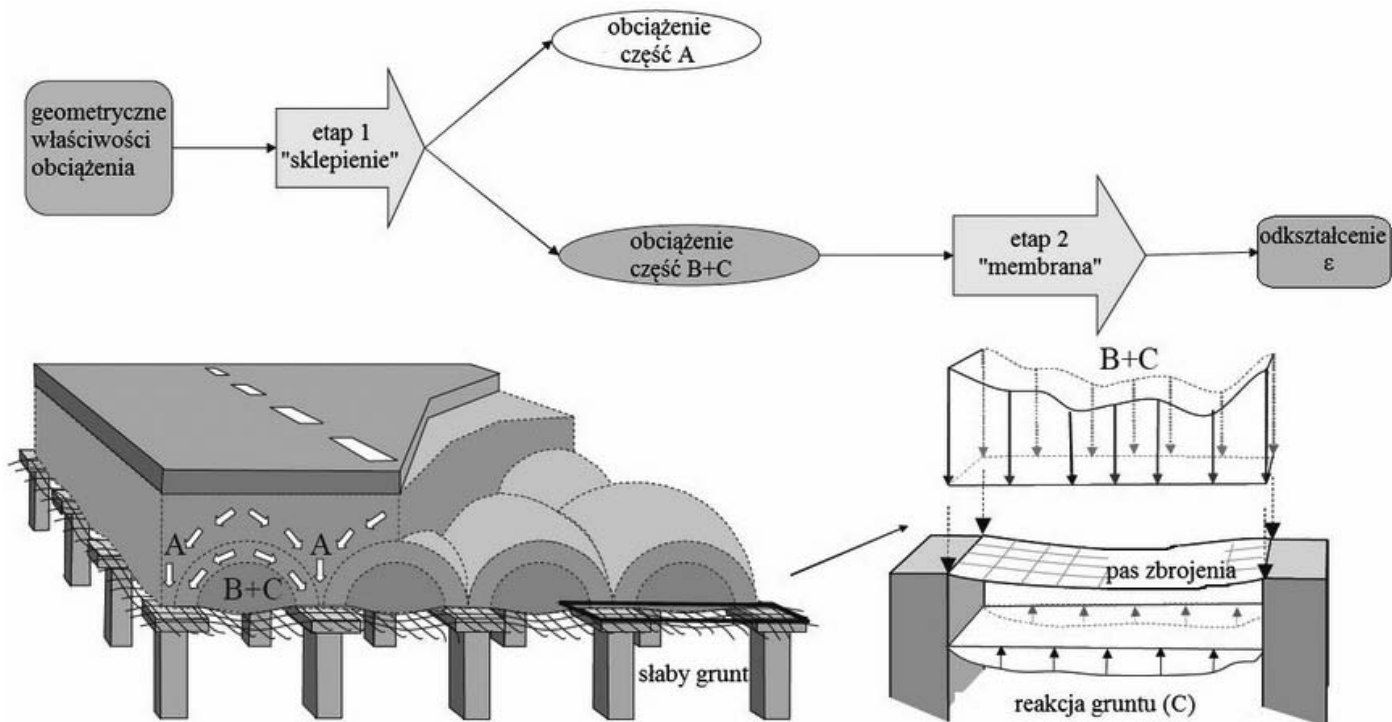 obciążenie
część A
geometryczne
właściwości
obciążenia
etap 1
"sklepienie"
obciążenie
część B+C
etap 2
"membrana"
odkształcenie
ε
B+C
A
A
B+C
pas zbrojenia
słaby grunt
reakcja gruntu (C)